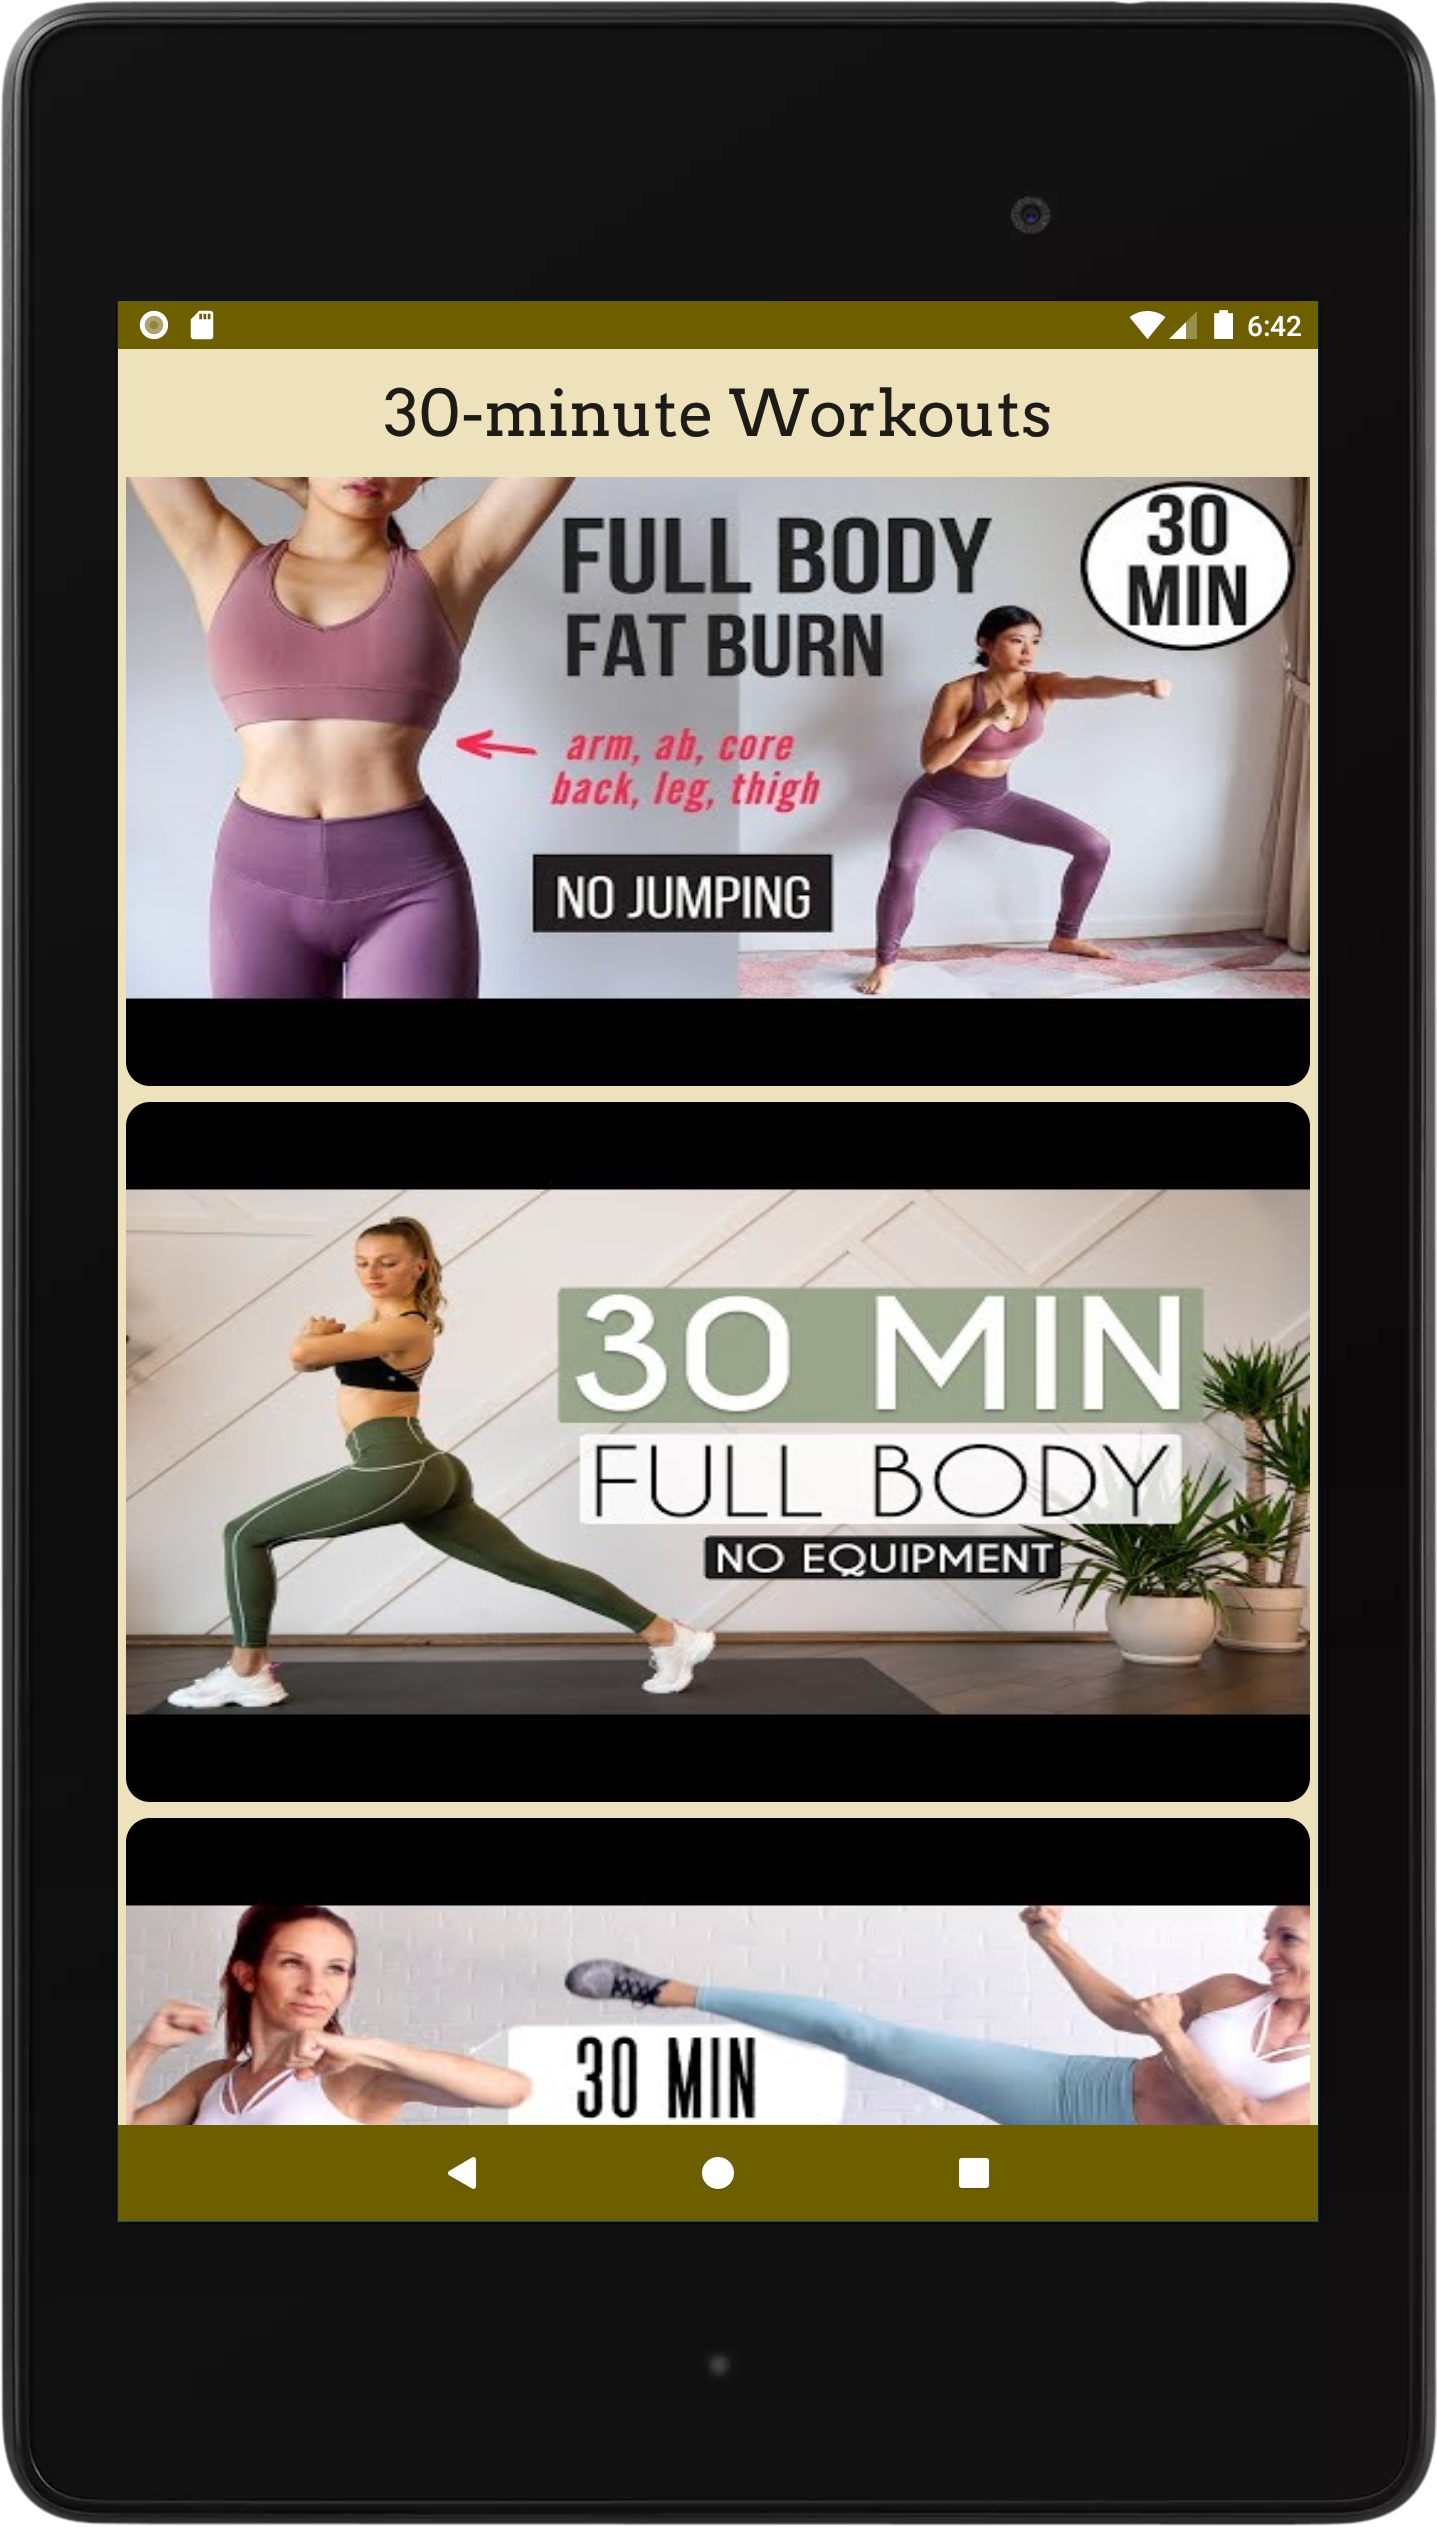 6:42
30-minute Workouts
FULL BODY
FAT BURN
30
MIN
arm, ab, core
back, leg, thigh
NO JUMPING
30 MIN
FULL BODY
NO EQUIPMENT
30 MIN